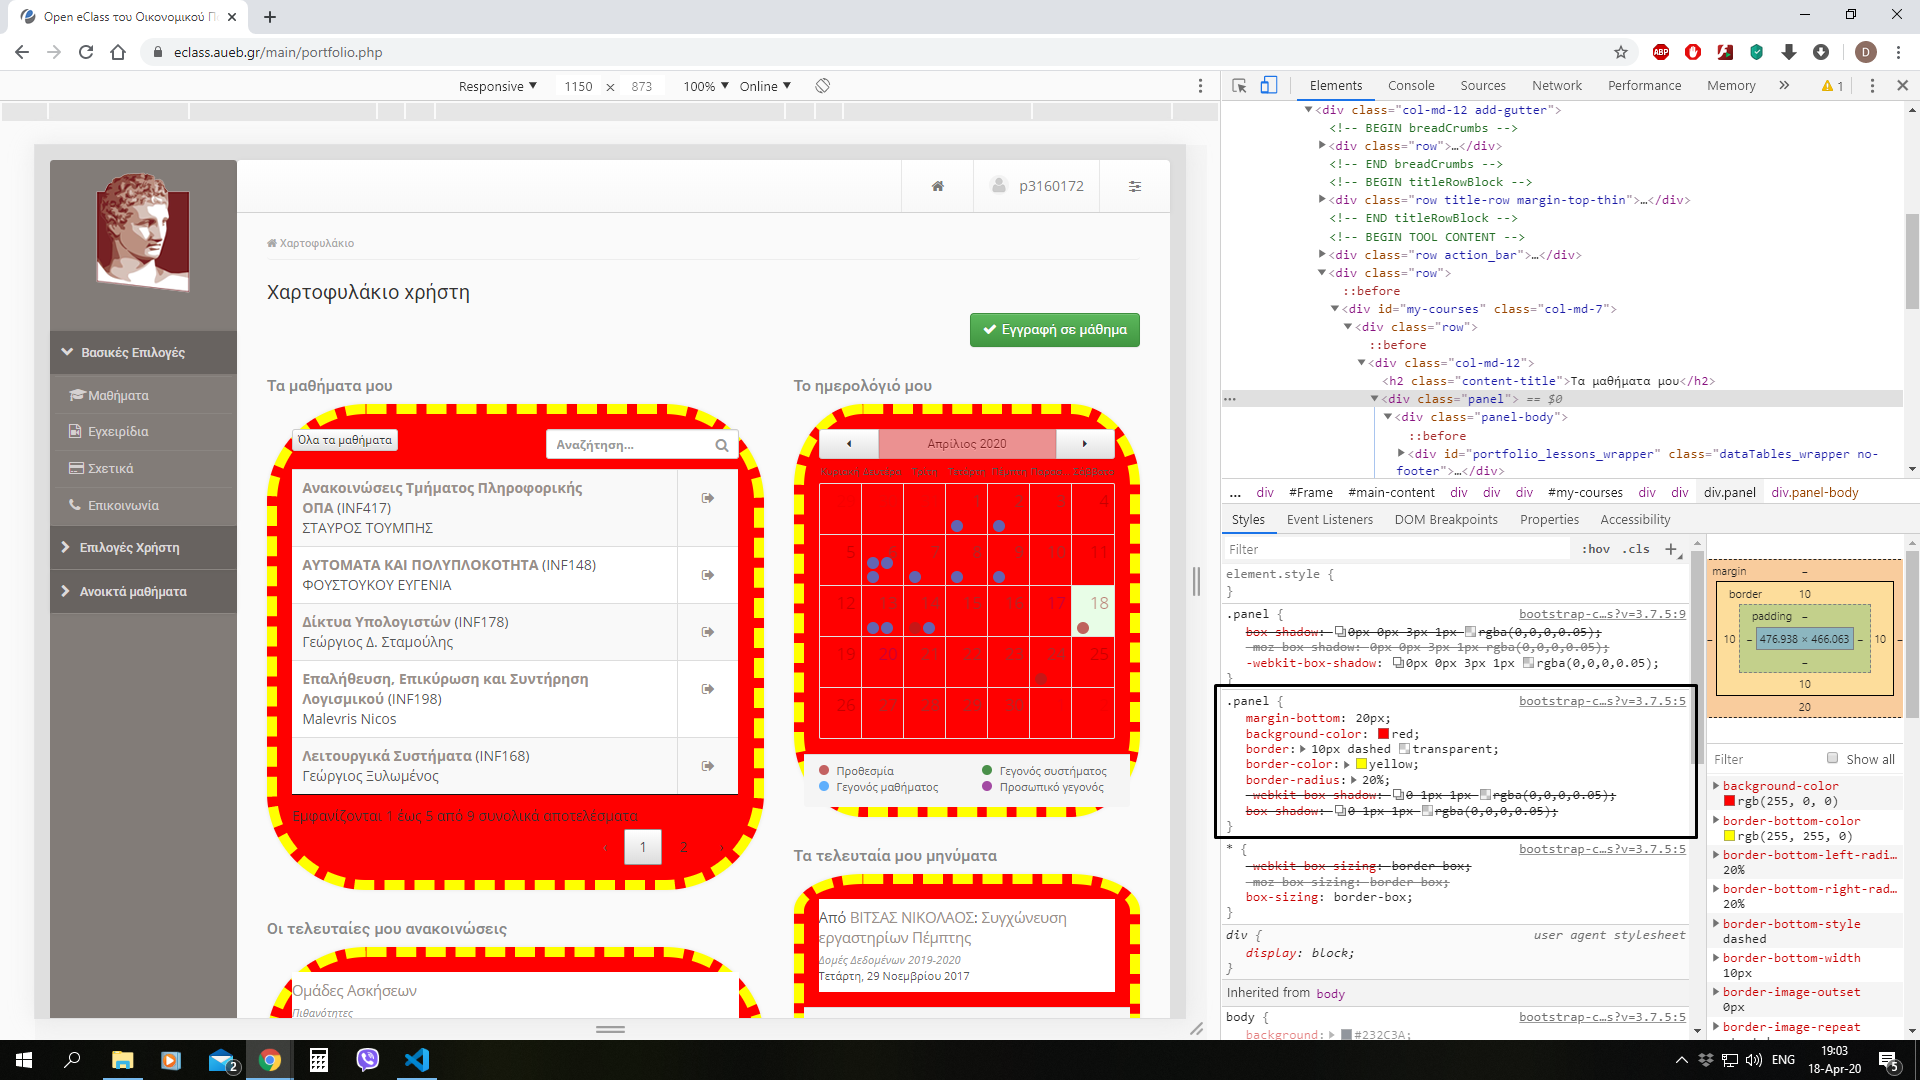 Open eClass του Οικονομικού Π
eclass.aueb.gr/main/portfolio.php
ABP
D
Responsive 1150 × 873 100% Online
Elements Console Sources Network Performance Memory » 1
p3160172
Χαρτοφυλάκιο
Χαρτοφυλάκιο χρήστη
Εγγραφή σε μάθημα
Βασικές Επιλογές
Μαθήματα
Εγχειρίδια
Σχετικά
Επικοινωνία
Επιλογές Χρήστη
Ανοικτά μαθήματα
Τα μαθήματα μου
Όλα τα μαθήματα
Αναζήτηση...
Ανακοινώσεις Τμήματος Πληροφορικής
ΟΠΑ (INF417)
ΣΤΑΥΡΟΣ ΤΟΥΜΠΗΣ
ΑΥΤΟΜΑΤΑ ΚΑΙ ΠΟΛΥΠΛΟΚΟΤΗΤΑ (INF148)
ΦΟΥΣΤΟΥΚΟΥ ΕΥΓΕΝΙΑ
Δίκτυα Υπολογιστών (INF178)
Γεώργιος Δ. Σταμούλης
Επαλήθευση, Επικύρωση και Συντήρηση
Λογισμικού (INF198)
Malevris Nicos
Λειτουργικά Συστήματα (INF168)
Γεώργιος Ξυλωμένος
Εμφανίζονται 1 έως 5 από 9 συνολικά αποτελέσματα
‹ 1 2 ›
Οι τελευταίες μου ανακοινώσεις
Ομάδες Ασκήσεων
Πιθανότητες
Το ημερολόγιό μου
Απρίλιος 2020
Κυριακή Δευτέρα Τρίτη Τετάρτη Πέμπτη Παρασ... Σάββατο
1 2 3 4
5 6 7 8 9 10 11
12 13 14 15 16 17 18
19 20 21 22 23 24 25
26 27 28 29 30
Προθεσμία
Γεγονός συστήματος
Γεγονός μαθήματος
Προσωπικό γεγονός
Τα τελευταία μου μηνύματα
Από ΒΙΤΣΑΣ ΝΙΚΟΛΑΟΣ: Συγχώνευση
εργαστηρίων Πέμπτης
Δομές Δεδομένων 2019-2020
Τετάρτη, 29 Νοεμβρίου 2017
<div class="col-md-12 add-gutter">
<!-- BEGIN breadCrumbs -->
<div class="row">…</div>
<!-- END breadCrumbs -->
<!-- BEGIN titleRowBlock -->
<div class="row title-row margin-top-thin">…</div>
<!-- END titleRowBlock -->
<!-- BEGIN TOOL CONTENT -->
<div class="row action_bar">…</div>
<div class="row">
::before
<div id="my-courses" class="col-md-7">
<div class="row">
::before
<div class="col-md-12">
<h2 class="content-title">Τα μαθήματα μου</h2>
<div class="panel"> == $0
<div class="panel-body">
::before
<div id="portfolio_lessons_wrapper" class="dataTables_wrapper no-
footer">…</div>
... div #Frame #main-content div div div #my-courses div div div.panel div.panel-body
Styles Event Listeners DOM Breakpoints Properties Accessibility
Filter :hov .cls +
element.style {
}
.panel { bootstrap-c…s?v=3.7.5:9
box-shadow: 0px 0px 3px 1px rgba(0,0,0,0.05);
-moz-box-shadow: 0px 0px 3px 1px rgba(0,0,0,0.05);
-webkit-box-shadow: 0px 0px 3px 1px rgba(0,0,0,0.05);
}
.panel { bootstrap-c…s?v=3.7.5:5
margin-bottom: 20px;
background-color: red;
border: 10px dashed transparent;
border-color: yellow;
border-radius: 20%;
-webkit-box-shadow: 0 1px 1px rgba(0,0,0,0.05);
box-shadow: 0 1px 1px rgba(0,0,0,0.05);
}
* { bootstrap-c…s?v=3.7.5:5
-webkit-box-sizing: border-box;
-moz-box-sizing: border-box;
box-sizing: border-box;
}
div { user agent stylesheet
display: block;
}
Inherited from body
body { bootstrap-c…s?v=3.7.5:5
background: #232C3A;
margin –
border 10
padding –
– 10 – 476.938 × 466.063 – 10 –
–
10
20
Filter Show all
background-color
rgb(255, 0, 0)
border-bottom-color
rgb(255, 255, 0)
border-bottom-left-radi…
20%
border-bottom-right-rad…
20%
border-bottom-style
dashed
border-bottom-width
10px
border-image-outset
0px
border-image-repeat
2
ENG
19:03
18-Apr-20
5